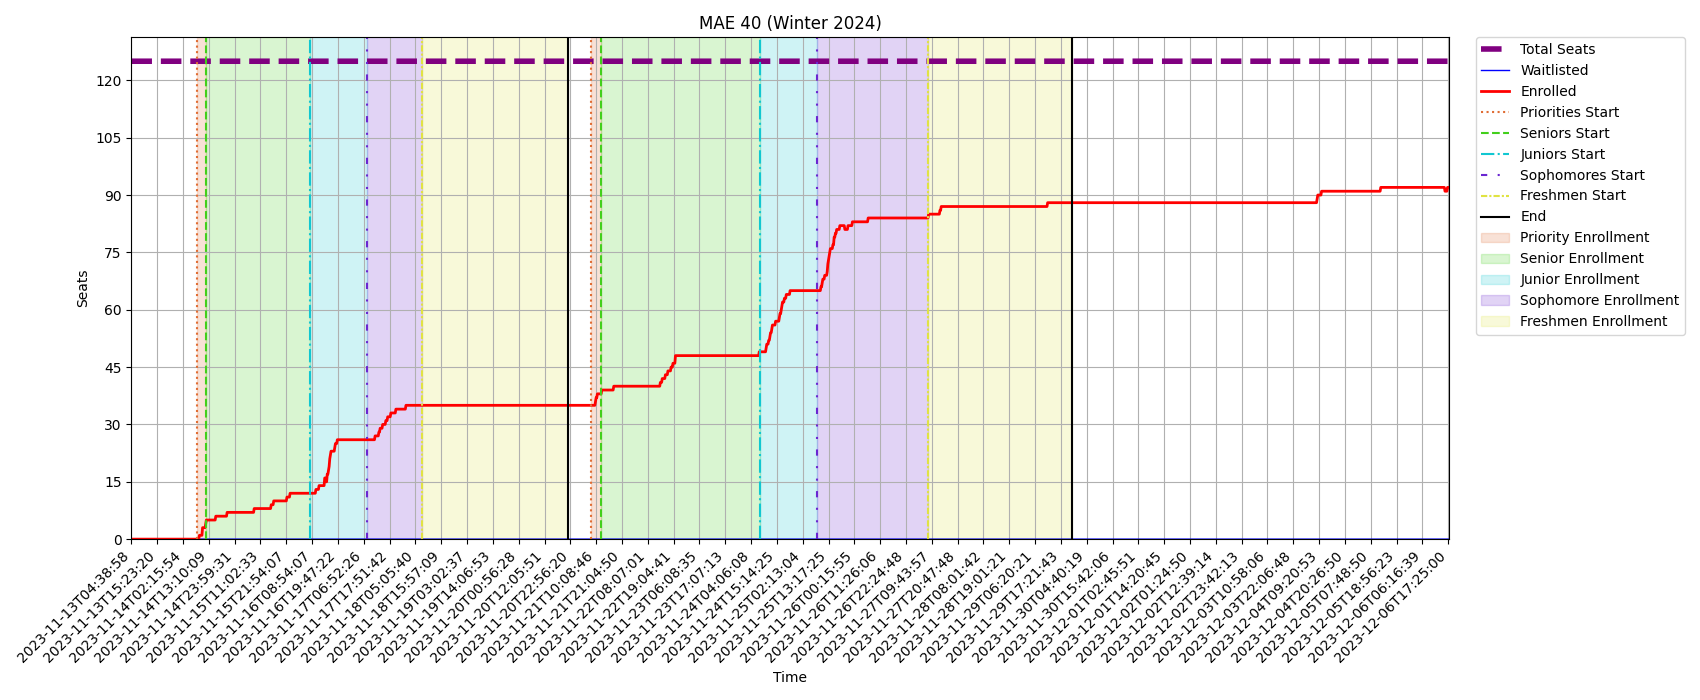 MAE 40 (Winter 2024)
Seats
120
105
90
75
60
45
30
15
0
2023-11-13T04:38:58
2023-11-13T15:23:20
2023-11-14T02:15:54
2023-11-14T13:10:09
2023-11-14T23:59:31
2023-11-15T11:02:33
2023-11-15T21:54:07
2023-11-16T08:54:07
2023-11-16T19:47:22
2023-11-17T06:52:26
2023-11-17T17:51:42
2023-11-18T05:05:40
2023-11-18T15:57:09
2023-11-19T03:02:37
2023-11-19T14:06:53
2023-11-20T00:56:28
2023-11-20T12:05:51
2023-11-20T22:56:20
2023-11-21T10:08:46
2023-11-21T21:04:50
2023-11-22T08:07:01
2023-11-22T19:04:41
2023-11-23T06:08:35
2023-11-23T17:07:13
2023-11-24T04:06:08
2023-11-24T15:14:25
2023-11-25T02:13:04
2023-11-25T13:17:25
2023-11-26T00:15:55
2023-11-26T11:26:06
2023-11-26T22:24:48
2023-11-27T09:43:57
2023-11-27T20:47:48
2023-11-28T08:01:42
2023-11-28T19:01:21
2023-11-29T06:20:21
2023-11-29T17:21:43
2023-11-30T04:40:19
2023-11-30T15:42:06
2023-12-01T02:45:51
2023-12-01T14:20:45
2023-12-02T01:24:50
2023-12-02T12:39:14
2023-12-02T23:42:13
2023-12-03T10:58:06
2023-12-03T22:06:48
2023-12-04T09:20:53
2023-12-04T20:26:50
2023-12-05T07:48:50
2023-12-05T18:56:23
2023-12-06T06:16:39
2023-12-06T17:25:00
Time
Total Seats
Waitlisted
Enrolled
Priorities Start
Seniors Start
Juniors Start
Sophomores Start
Freshmen Start
End
Priority Enrollment
Senior Enrollment
Junior Enrollment
Sophomore Enrollment
Freshmen Enrollment